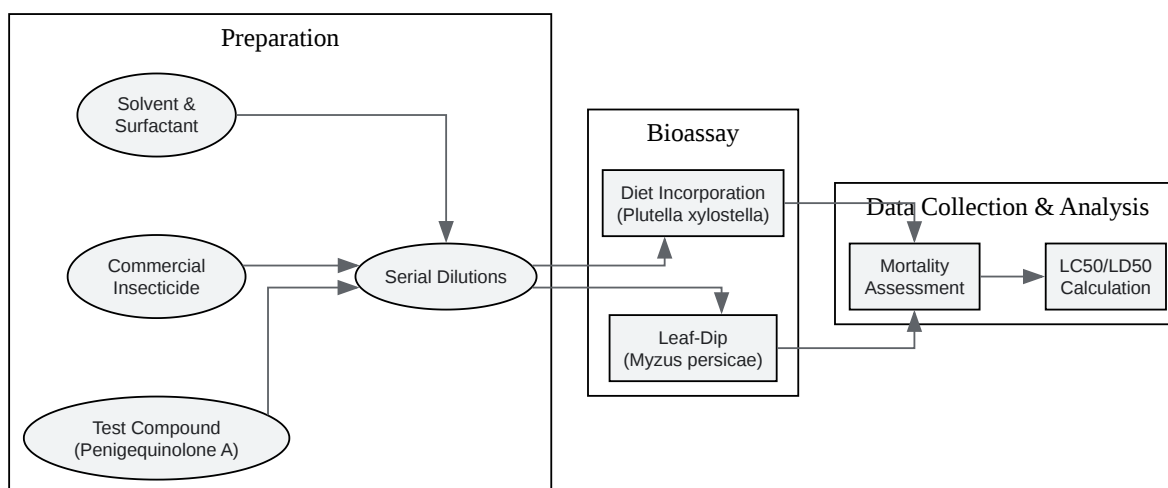 Preparation
Solvent &
Surfactant
Commercial
Insecticide
Serial Dilutions
Test Compound
(Penigequinolone A)
Bioassay
Diet Incorporation
(Plutella xylostella)
Leaf-Dip
(Myzus persicae)
Data Collection & Analysis
Mortality
Assessment
LC50/LD50
Calculation